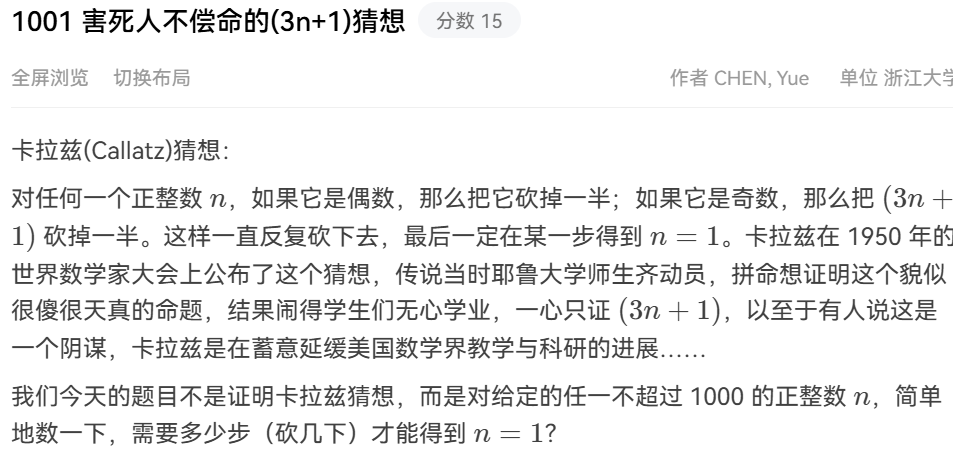 1001 害死人不偿命的(3n+1)猜想 分数 15
全屏浏览 切换布局 作者 CHEN, Yue 单位 浙江大学
卡拉兹(Callatz)猜想：
对任何一个正整数 n，如果它是偶数，那么把它砍掉一半；如果它是奇数，那么把 (3n +
1) 砍掉一半。这样一直反复砍下去，最后一定在某一步得到 n = 1。卡拉兹在 1950 年的
世界数学家大会上公布了这个猜想，传说当时耶鲁大学师生齐动员，拼命想证明这个貌似
很傻很天真的命题，结果闹得学生们无心学业，一心只证 (3n + 1)，以至于有人说这是
一个阴谋，卡拉兹是在蓄意延缓美国数学界教学与科研的进展……
我们今天的题目不是证明卡拉兹猜想，而是对给定的任一不超过 1000 的正整数 n，简单
地数一下，需要多少步（砍几下）才能得到 n = 1？